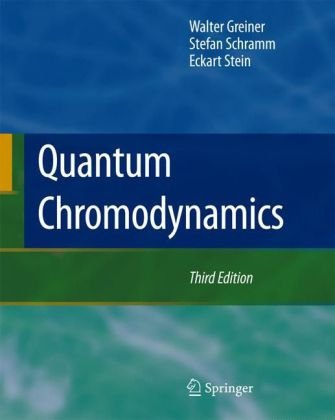 Walter Greiner
Stefan Schramm
Eckart Stein
Quantum
Chromodynamics
Third Edition
Springer